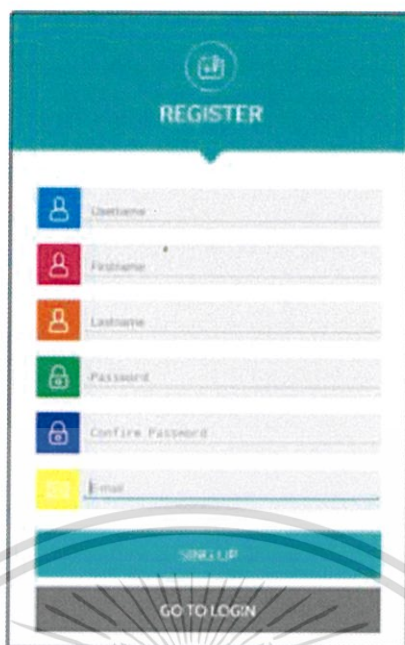 REGISTER
Username
Firstname
Lastname
Password
Confirm Password
E-mail
SING UP
GO TO LOGIN